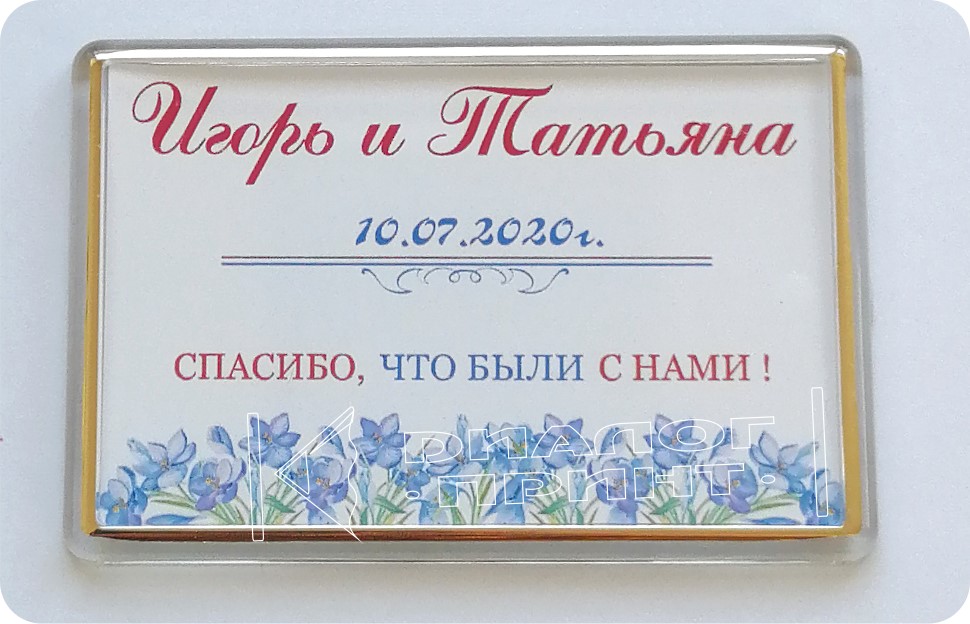 Игорь и Татьяна
10.07.2020г.
СПАСИБО, ЧТО БЫЛИ С НАМИ !
ДИАЛОГ
·ПРИНТ·